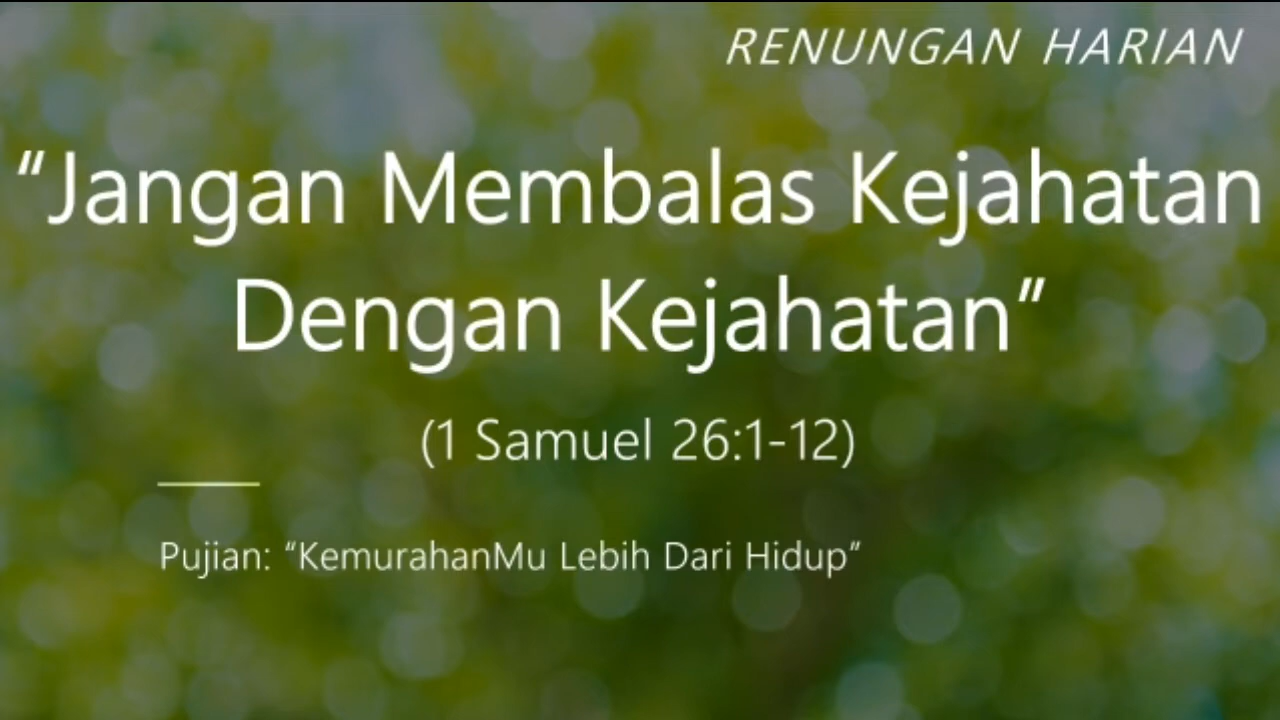 RENUNGAN HARIAN
"Jangan Membalas Kejahatan
Dengan Kejahatan"
(1 Samuel 26:1-12)
Pujian: "KemurahanMu Lebih Dari Hidup"